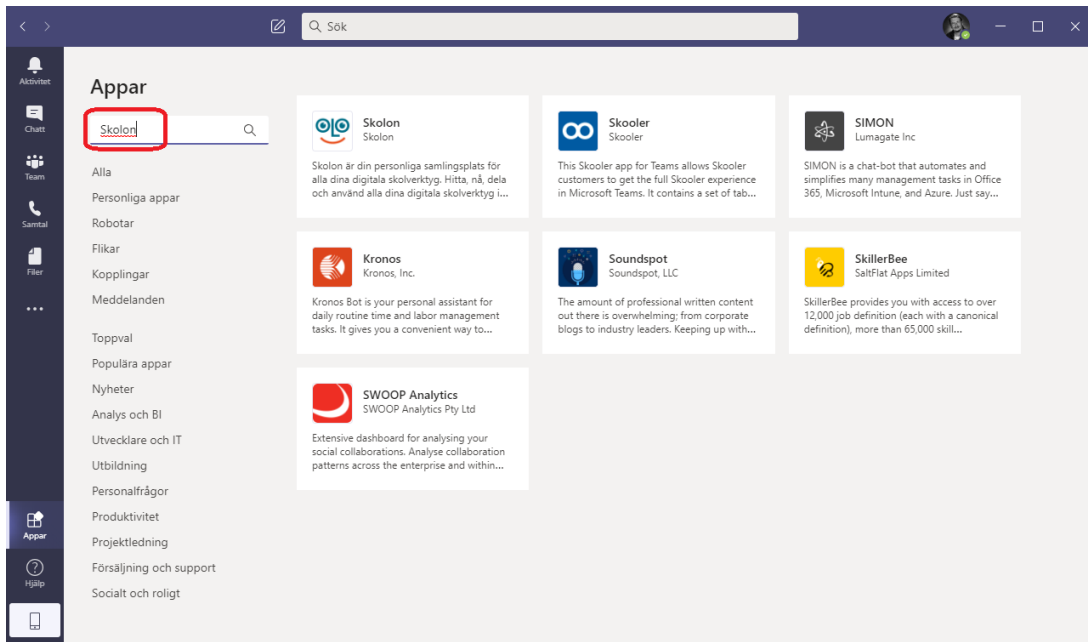 Sök
Aktivitet
Chatt
Team
Samtal
Filer
Appar
Hjälp
Appar
Skolon
Alla
Personliga appar
Robotar
Flikar
Kopplingar
Meddelanden
Toppval
Populära appar
Nyheter
Analys och BI
Utvecklare och IT
Utbildning
Personalfrågor
Produktivitet
Projektledning
Försäljning och support
Socialt och roligt
Skolon
Skolon
Skolon är din personliga samlingsplats för
alla dina digitala skolverktyg. Hitta, nå, dela
och använd alla dina digitala skolverktyg i...
Skooler
Skooler
This Skooler app for Teams allows Skooler
customers to get the full Skooler experience
in Microsoft Teams. It contains a set of tab...
SIMON
Lumagate Inc
SIMON is a chat-bot that automates and
simplifies many management tasks in Office
365, Microsoft Intune, and Azure. Just say...
Kronos
Kronos, Inc.
Kronos Bot is your personal assistant for
daily routine time and labor management
tasks. It gives you a convenient way to...
Soundspot
Soundspot, LLC
The amount of professional written content
out there is overwhelming; from corporate
blogs to industry leaders. Keeping up with...
SkillerBee
SaltFlat Apps Limited
SkillerBee provides you with access to over
12,000 job definition (each with a canonical
definition), more than 65,000 skill...
SWOOP Analytics
SWOOP Analytics Pty Ltd
Extensive dashboard for analysing your
social collaborations. Analyse collaboration
patterns across the enterprise and within...